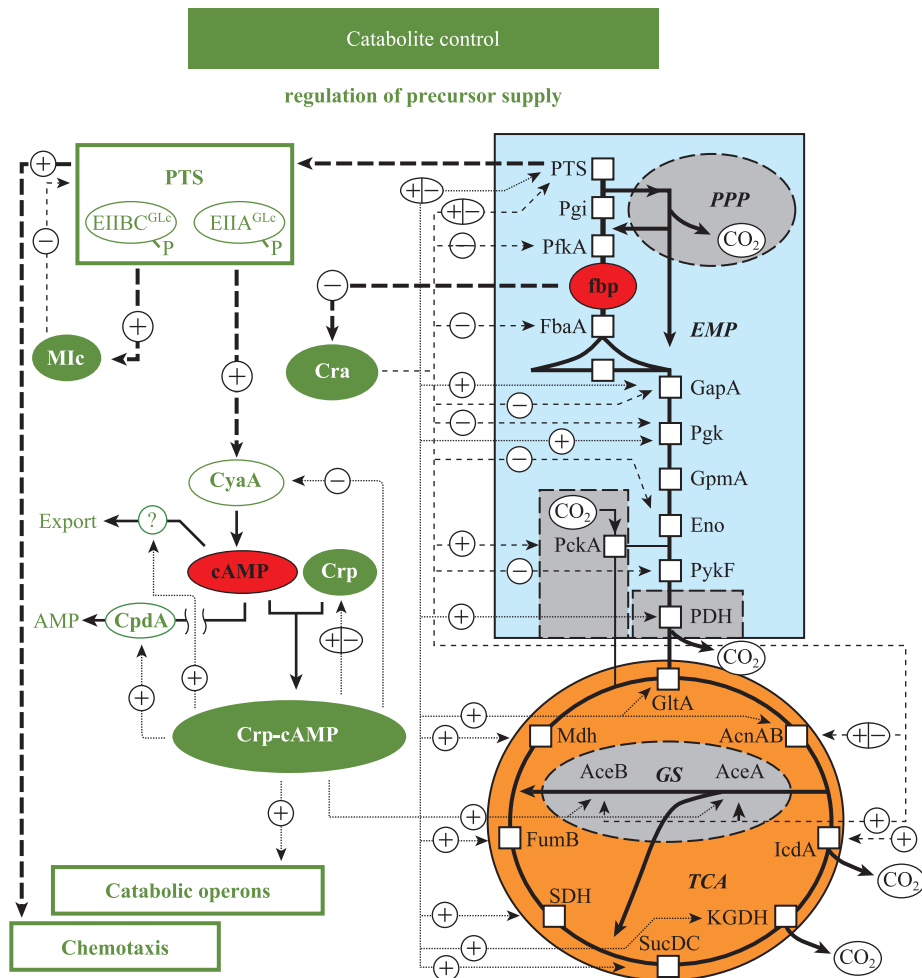 Catabolite control
regulation of precursor supply
+
PTS
EIIBC^GLc
P
EIIA^GLc
P
−
+
MIc
+
−
Cra
CyaA
−
Export
?
cAMP
Crp
AMP
CpdA
+
+
+−
Crp-cAMP
+
Catabolic operons
Chemotaxis
PTS
+−
+−
Pgi
PPP
CO2
−
PfkA
fbp
−
FbaA
EMP
+
GapA
−
−
Pgk
+
−
GpmA
CO2
Eno
+
PckA
−
PykF
+
PDH
CO2
GltA
+
+
Mdh
AcnAB
+−
AceB
GS
AceA
+
+
FumB
+
+
IcdA
CO2
TCA
SDH
+
KGDH
+
SucDC
+
CO2